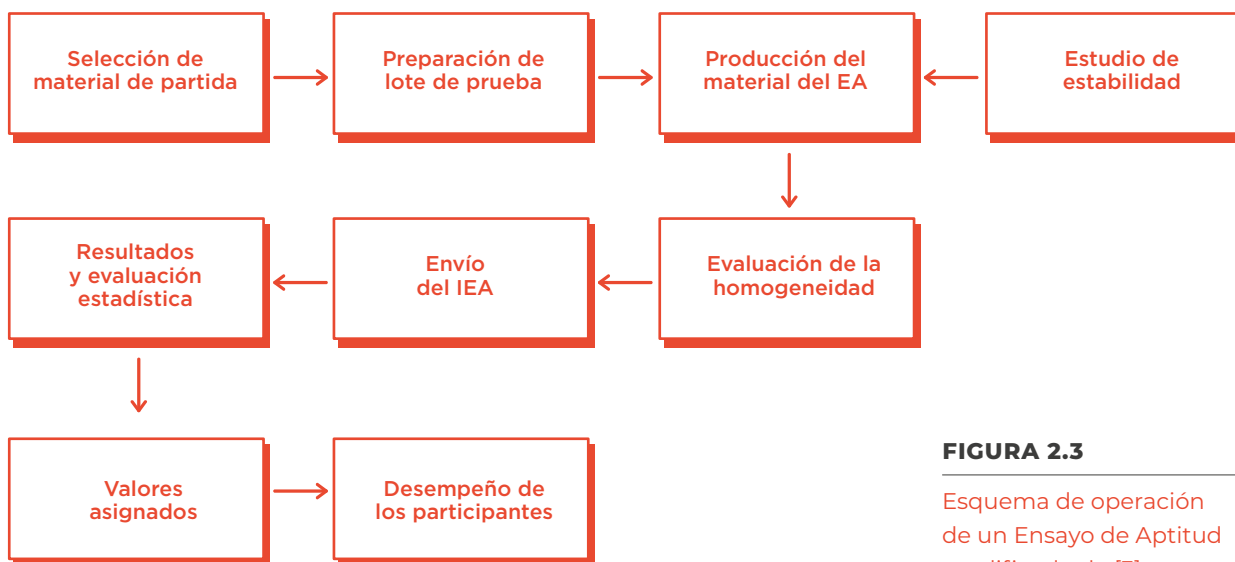 Selección de
material de partida
Preparación de
lote de prueba
Producción del
material del EA
Estudio de
estabilidad
Resultados
y evaluación
estadística
Envío
del IEA
Evaluación de la
homogeneidad
Valores
asignados
Desempeño de
los participantes
FIGURA 2.3
Esquema de operación
de un Ensayo de Aptitud